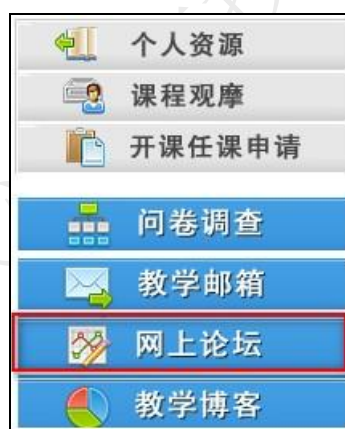 个人资源
课程观摩
开课任课申请
问卷调查
教学邮箱
网上论坛
教学博客